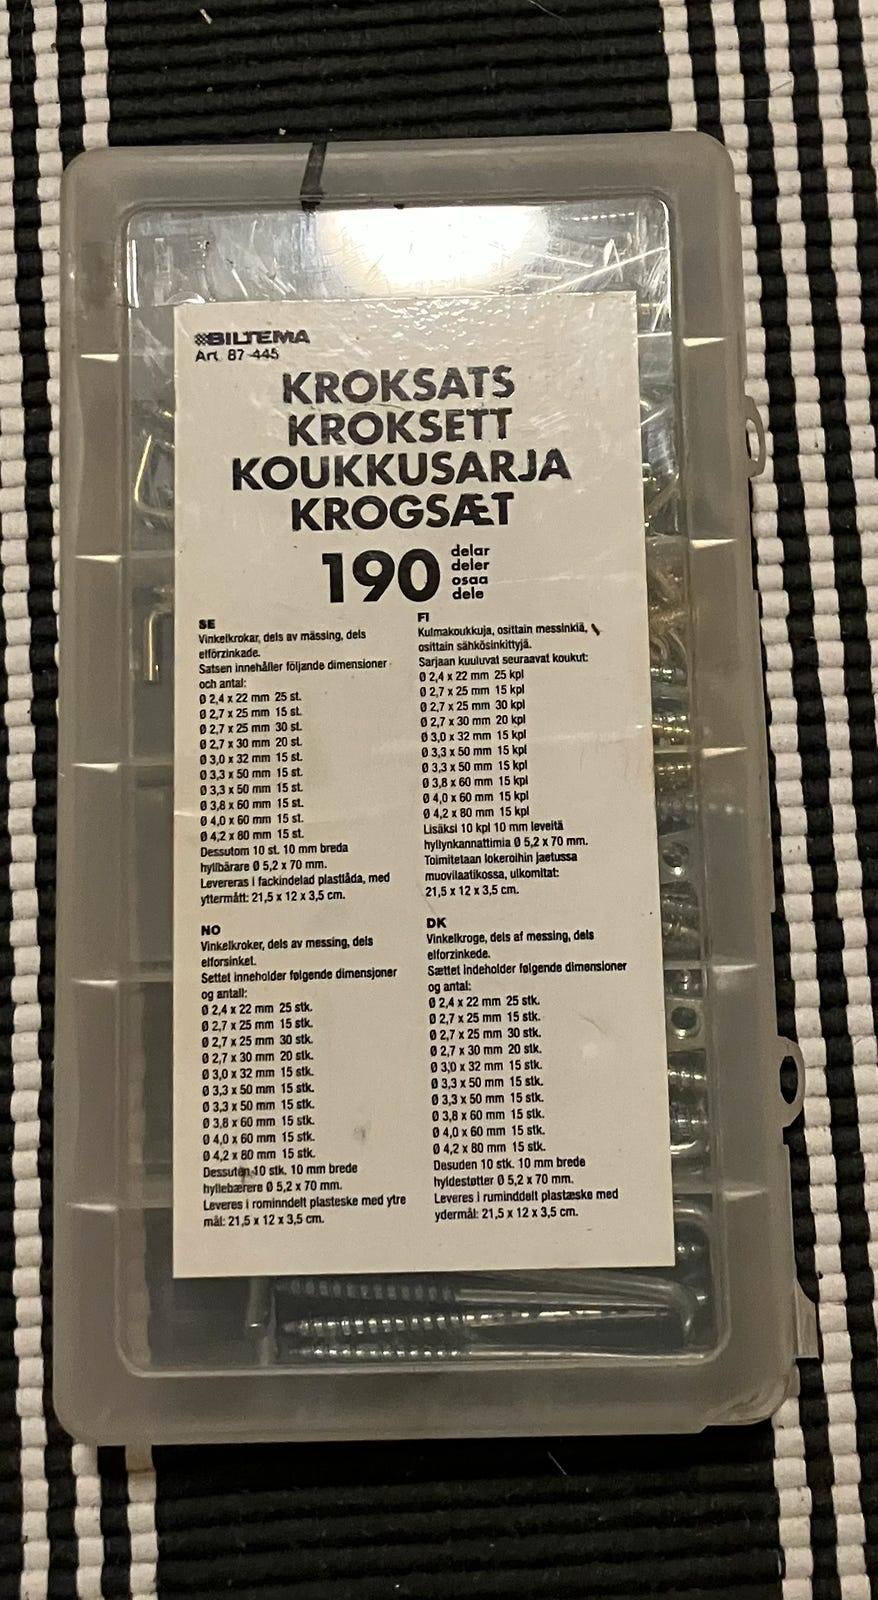 BILTEMA
Art. 87-445
KROKSATS
KROKSETT
KOUKKUSARJA
KROGSÆT
190
delar
deler
osaa
dele
SE
Vinkelkrokar, dels av mässing, dels
elförzinkade.
Satsen innehåller följande dimensioner
och antal:
Ø 2,4 x 22 mm 25 st.
Ø 2,7 x 25 mm 15 st.
Ø 2,7 x 25 mm 30 st.
Ø 2,7 x 30 mm 20 st.
Ø 3,0 x 32 mm 15 st.
Ø 3,3 x 50 mm 15 st.
Ø 3,3 x 50 mm 15 st.
Ø 3,8 x 60 mm 15 st.
Ø 4,0 x 60 mm 15 st.
Ø 4,2 x 80 mm 15 st.
Dessutom 10 st. 10 mm breda
hyllbärare Ø 5,2 x 70 mm.
Levereras i fackindelad plastlåda, med
yttermått: 21,5 x 12 x 3,5 cm.
FI
Kulmakoukkuja, osittain messinkiä,
osittain sähkösinkittyjä.
Sarjaan kuuluvat seuraavat koukut:
Ø 2,4 x 22 mm 25 kpl
Ø 2,7 x 25 mm 15 kpl
Ø 2,7 x 25 mm 30 kpl
Ø 2,7 x 30 mm 20 kpl
Ø 3,0 x 32 mm 15 kpl
Ø 3,3 x 50 mm 15 kpl
Ø 3,3 x 50 mm 15 kpl
Ø 3,8 x 60 mm 15 kpl
Ø 4,0 x 60 mm 15 kpl
Ø 4,2 x 80 mm 15 kpl
Lisäksi 10 kpl 10 mm leveitä
hyllynkannattimia Ø 5,2 x 70 mm.
Toimitetaan lokeroihin jaetussa
muovilaatikossa, ulkomitat:
21,5 x 12 x 3,5 cm.
NO
Vinkelkroker, dels av messing, dels
elforsinket.
Settet inneholder følgende dimensjoner
og antall:
Ø 2,4 x 22 mm 25 stk.
Ø 2,7 x 25 mm 15 stk.
Ø 2,7 x 25 mm 30 stk.
Ø 2,7 x 30 mm 20 stk.
Ø 3,0 x 32 mm 15 stk.
Ø 3,3 x 50 mm 15 stk.
Ø 3,3 x 50 mm 15 stk.
Ø 3,8 x 60 mm 15 stk.
Ø 4,0 x 60 mm 15 stk.
Ø 4,2 x 80 mm 15 stk.
Dessuten 10 stk. 10 mm brede
hyllebærere Ø 5,2 x 70 mm.
Leveres i rominndelt plasteske med ytre
mål: 21,5 x 12 x 3,5 cm.
DK
Vinkelkroge, dels af messing, dels
elforzinkede.
Sættet indeholder følgende dimensioner
og antal:
Ø 2,4 x 22 mm 25 stk.
Ø 2,7 x 25 mm 15 stk.
Ø 2,7 x 25 mm 30 stk.
Ø 2,7 x 30 mm 20 stk.
Ø 3,0 x 32 mm 15 stk.
Ø 3,3 x 50 mm 15 stk.
Ø 3,3 x 50 mm 15 stk.
Ø 3,8 x 60 mm 15 stk.
Ø 4,0 x 60 mm 15 stk.
Ø 4,2 x 80 mm 15 stk.
Desuden 10 stk. 10 mm brede
hyldestøtter Ø 5,2 x 70 mm.
Leveres i ruminddelt plastæske med
ydermål: 21,5 x 12 x 3,5 cm.